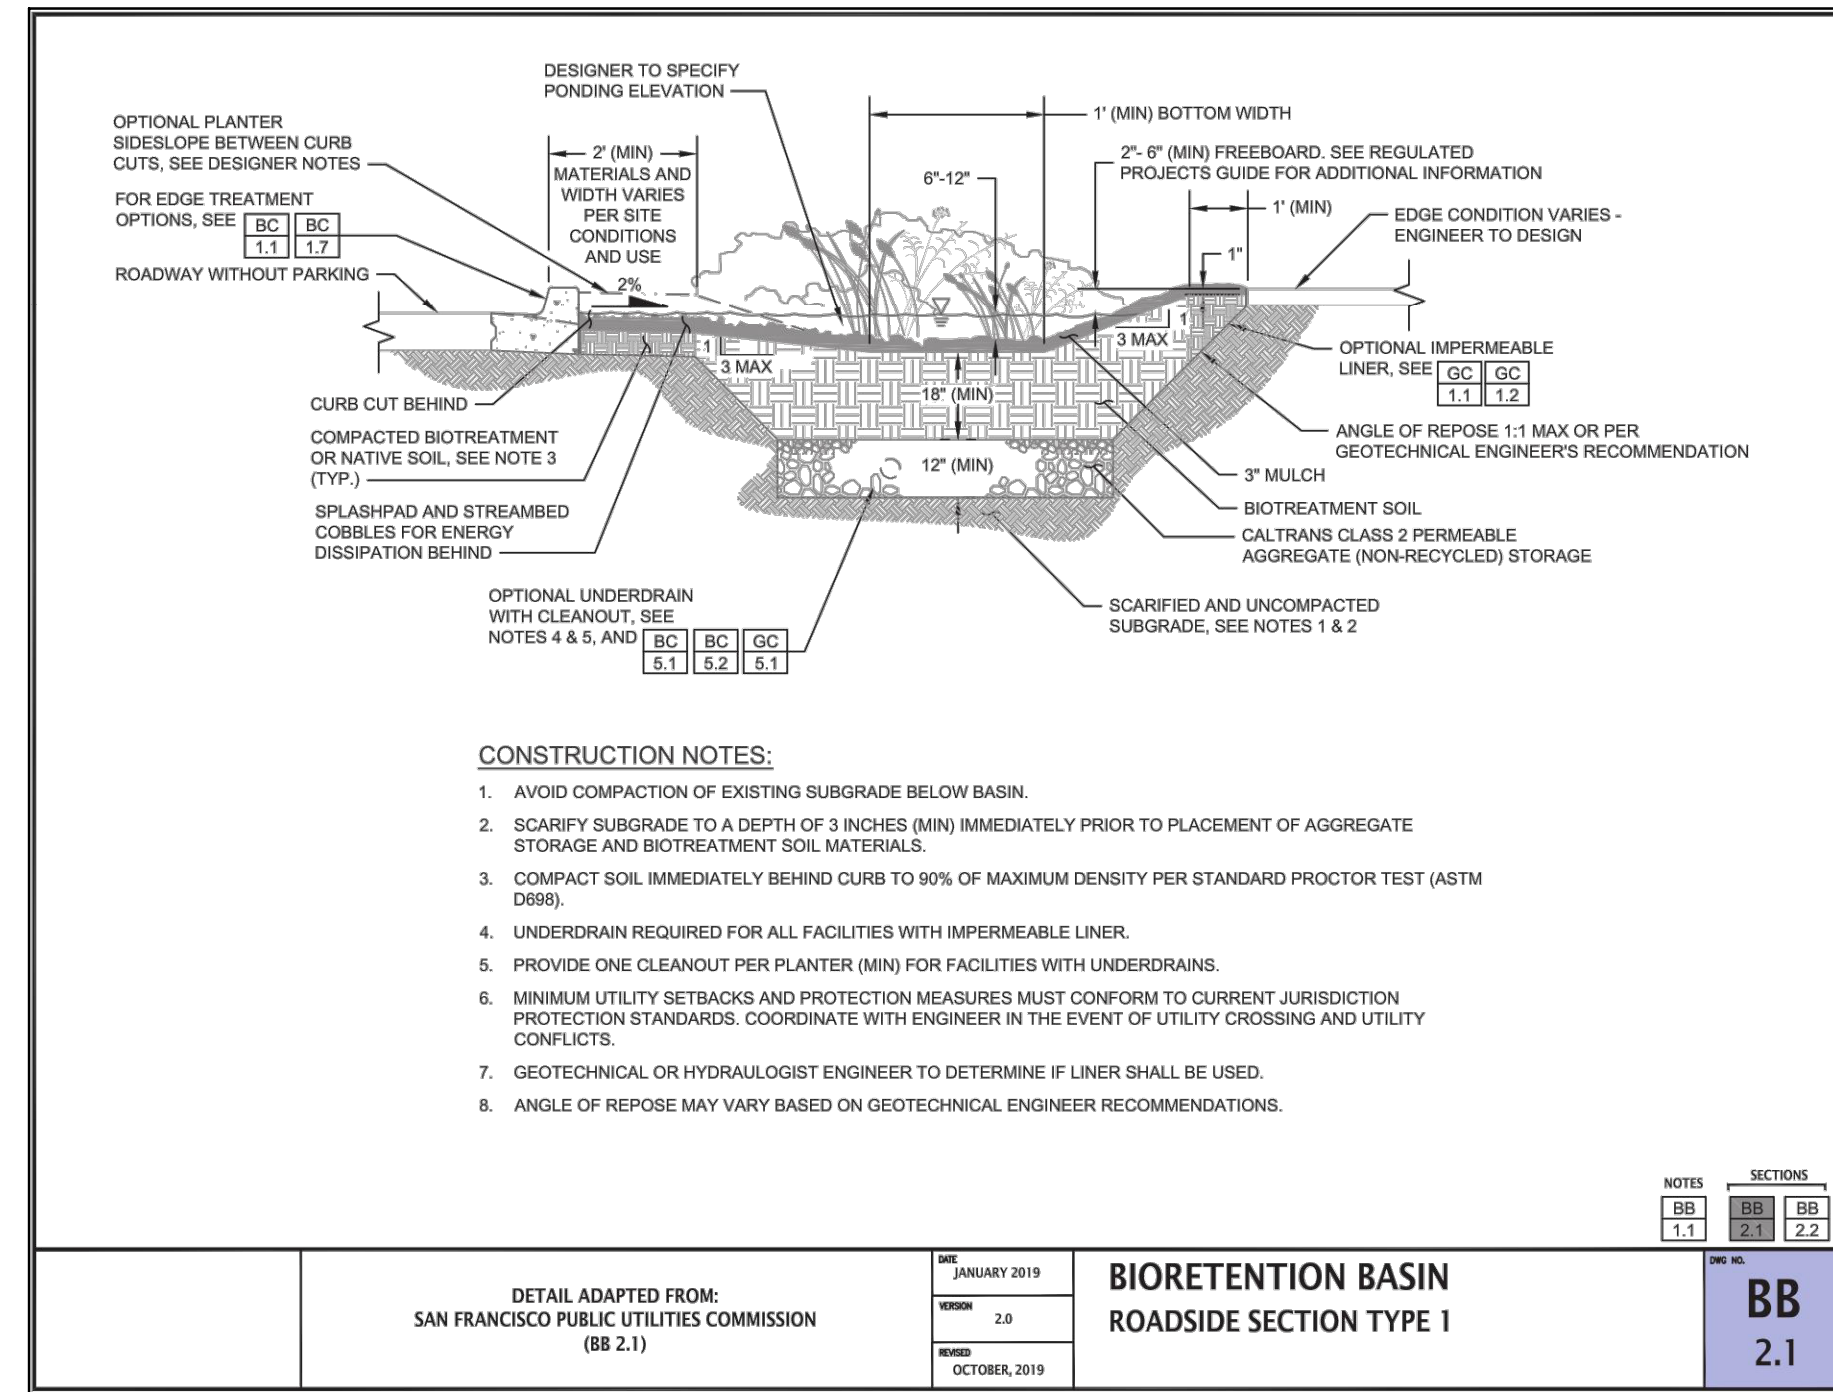 DESIGNER TO SPECIFY
PONDING ELEVATION
1' (MIN) BOTTOM WIDTH
OPTIONAL PLANTER
SIDESLOPE BETWEEN CURB
CUTS, SEE DESIGNER NOTES
2' (MIN)
MATERIALS AND
WIDTH VARIES
PER SITE
CONDITIONS
AND USE
6"-12"
2"- 6" (MIN) FREEBOARD. SEE REGULATED
PROJECTS GUIDE FOR ADDITIONAL INFORMATION
FOR EDGE TREATMENT
OPTIONS, SEE
BC
1.1
BC
1.7
1' (MIN)
EDGE CONDITION VARIES -
ENGINEER TO DESIGN
ROADWAY WITHOUT PARKING
2%
1"
1
3 MAX
1
3 MAX
OPTIONAL IMPERMEABLE
LINER, SEE
GC
1.1
GC
1.2
18" (MIN)
CURB CUT BEHIND
COMPACTED BIOTREATMENT
OR NATIVE SOIL, SEE NOTE 3
(TYP.)
ANGLE OF REPOSE 1:1 MAX OR PER
GEOTECHNICAL ENGINEER'S RECOMMENDATION
12" (MIN)
3" MULCH
SPLASHPAD AND STREAMBED
COBBLES FOR ENERGY
DISSIPATION BEHIND
BIOTREATMENT SOIL
CALTRANS CLASS 2 PERMEABLE
AGGREGATE (NON-RECYCLED) STORAGE
OPTIONAL UNDERDRAIN
WITH CLEANOUT, SEE
NOTES 4 & 5, AND
BC
5.1
BC
5.2
GC
5.1
SCARIFIED AND UNCOMPACTED
SUBGRADE, SEE NOTES 1 & 2
CONSTRUCTION NOTES:
1. AVOID COMPACTION OF EXISTING SUBGRADE BELOW BASIN.
2. SCARIFY SUBGRADE TO A DEPTH OF 3 INCHES (MIN) IMMEDIATELY PRIOR TO PLACEMENT OF AGGREGATE
STORAGE AND BIOTREATMENT SOIL MATERIALS.
3. COMPACT SOIL IMMEDIATELY BEHIND CURB TO 90% OF MAXIMUM DENSITY PER STANDARD PROCTOR TEST (ASTM
D698).
4. UNDERDRAIN REQUIRED FOR ALL FACILITIES WITH IMPERMEABLE LINER.
5. PROVIDE ONE CLEANOUT PER PLANTER (MIN) FOR FACILITIES WITH UNDERDRAINS.
6. MINIMUM UTILITY SETBACKS AND PROTECTION MEASURES MUST CONFORM TO CURRENT JURISDICTION
PROTECTION STANDARDS. COORDINATE WITH ENGINEER IN THE EVENT OF UTILITY CROSSING AND UTILITY
CONFLICTS.
7. GEOTECHNICAL OR HYDRAULOGIST ENGINEER TO DETERMINE IF LINER SHALL BE USED.
8. ANGLE OF REPOSE MAY VARY BASED ON GEOTECHNICAL ENGINEER RECOMMENDATIONS.
NOTES
BB
1.1
SECTIONS
BB
2.1
BB
2.2
DETAIL ADAPTED FROM:
SAN FRANCISCO PUBLIC UTILITIES COMMISSION
(BB 2.1)
DATE
JANUARY 2019
VERSION
2.0
REVISED
OCTOBER, 2019
BIORETENTION BASIN
ROADSIDE SECTION TYPE 1
DWG NO.
BB
2.1